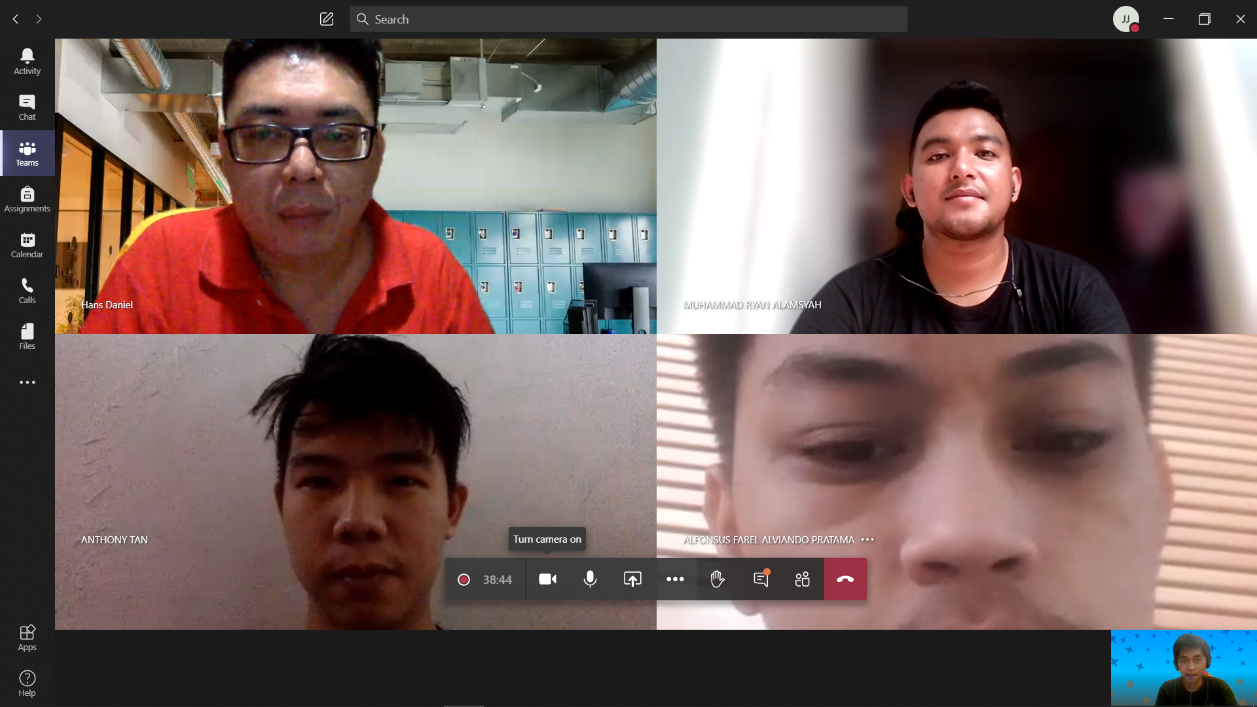 Search
JJ
Activity
Chat
Teams
Assignments
Calendar
Calls
Files
Hans Daniel
MUHAMMAD RYAN ALAMSYAH
ANTHONY TAN
ALFONSUS FAREL ALVIANDO PRATAMA
Turn camera on
38:44
Apps
Help